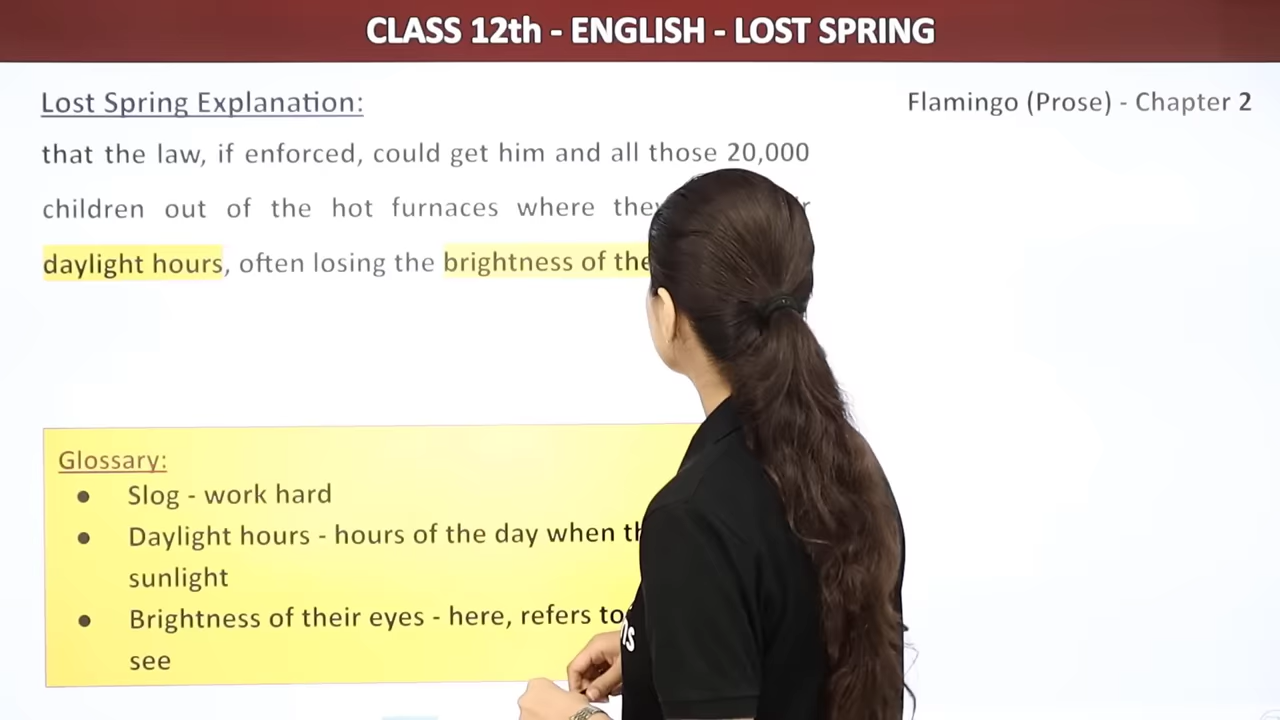 CLASS 12th - ENGLISH - LOST SPRING
Lost Spring Explanation:
Flamingo (Prose) - Chapter 2
that the law, if enforced, could get him and all those 20,000
children out of the hot furnaces where
daylight hours, often losing the brightness of
Glossary:
● Slog - work hard
● Daylight hours - hours of the day when
sunlight
● Brightness of their eyes - here, refers to
see